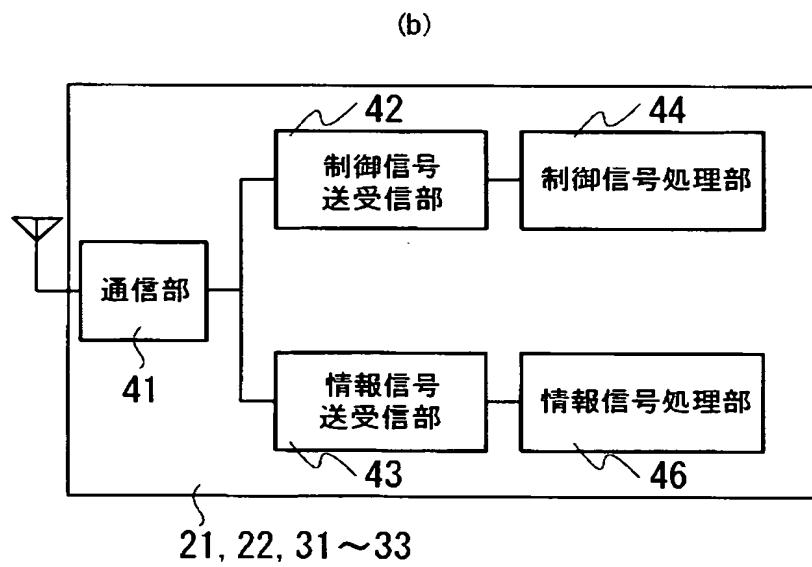 (b)
42
44
制御信号
送受信部
制御信号処理部
通信部
41
情報信号
送受信部
情報信号処理部
43
46
21, 22, 31～33